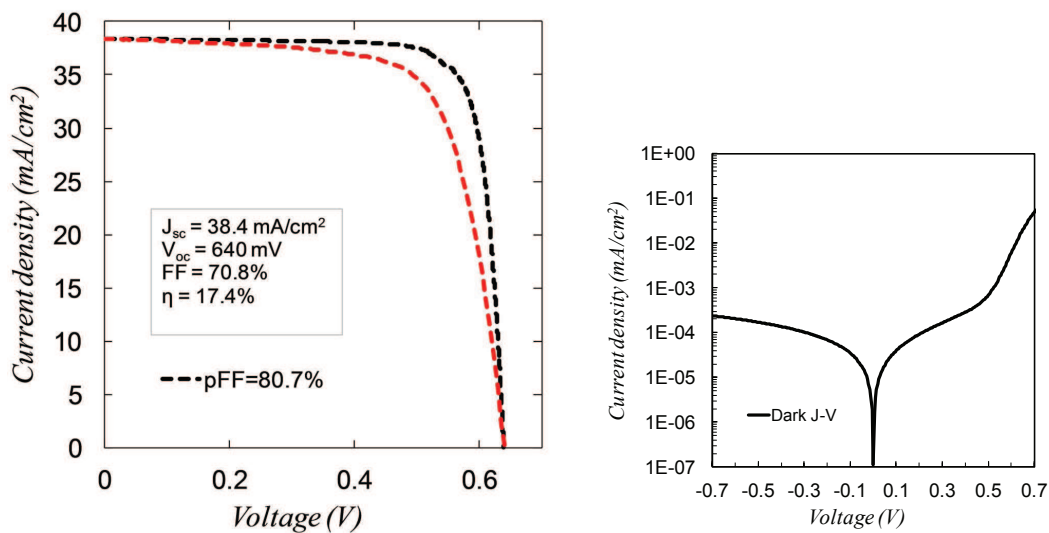 40
35
30
25
20
15
10
5
0
Current density (mA/cm²)
J_sc = 38.4 mA/cm²
V_oc = 640 mV
FF = 70.8%
η = 17.4%
pFF=80.7%
0 0.2 0.4 0.6
Voltage (V)
1E+00
1E-01
1E-02
1E-03
1E-04
1E-05
1E-06
1E-07
Current density (mA/cm²)
Dark J-V
-0.7 -0.5 -0.3 -0.1 0.1 0.3 0.5 0.7
Voltage (V)